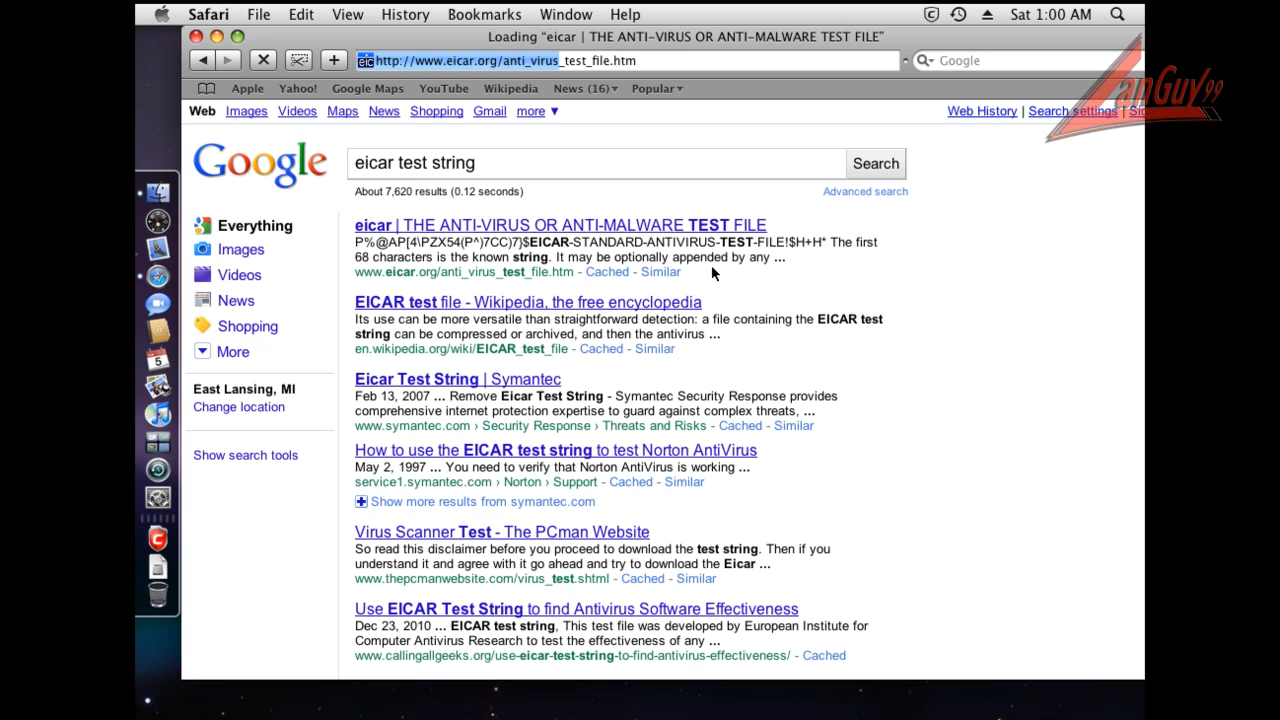 Safari File Edit View History Bookmarks Window Help Sat 1:00 AM
Loading “eicar | THE ANTI-VIRUS OR ANTI-MALWARE TEST FILE”
http://www.eicar.org/anti_virus_test_file.htm
Google
Apple Yahoo! Google Maps YouTube Wikipedia News (16) Popular
Web Images Videos Maps News Shopping Gmail more Web History | Search settings |
Google
eicar test string
Search
About 7,620 results (0.12 seconds)
Advanced search
Everything
Images
Videos
News
Shopping
More
East Lansing, MI
Change location
Show search tools
eicar | THE ANTI-VIRUS OR ANTI-MALWARE TEST FILE
P%@AP[4\PZX54(P^)7CC)7}$EICAR-STANDARD-ANTIVIRUS-TEST-FILE!$H+H* The first
68 characters is the known string. It may be optionally appended by any ...
www.eicar.org/anti_virus_test_file.htm - Cached - Similar
EICAR test file - Wikipedia, the free encyclopedia
Its use can be more versatile than straightforward detection: a file containing the EICAR test
string can be compressed or archived, and then the antivirus ...
en.wikipedia.org/wiki/EICAR_test_file - Cached - Similar
Eicar Test String | Symantec
Feb 13, 2007 ... Remove Eicar Test String - Symantec Security Response provides
comprehensive internet protection expertise to guard against complex threats, ...
www.symantec.com › Security Response › Threats and Risks - Cached - Similar
How to use the EICAR test string to test Norton AntiVirus
May 2, 1997 ... You need to verify that Norton AntiVirus is working ...
service1.symantec.com › Norton › Support - Cached - Similar
Show more results from symantec.com
Virus Scanner Test - The PCman Website
So read this disclaimer before you proceed to download the test string. Then if you
understand it and agree with it go ahead and try to download the Eicar ...
www.thepcmanwebsite.com/virus_test.shtml - Cached - Similar
Use EICAR Test String to find Antivirus Software Effectiveness
Dec 23, 2010 ... EICAR test string, This test file was developed by European Institute for
Computer Antivirus Research to test the effectiveness of any ...
www.callingallgeeks.org/use-eicar-test-string-to-find-antivirus-effectiveness/ - Cached